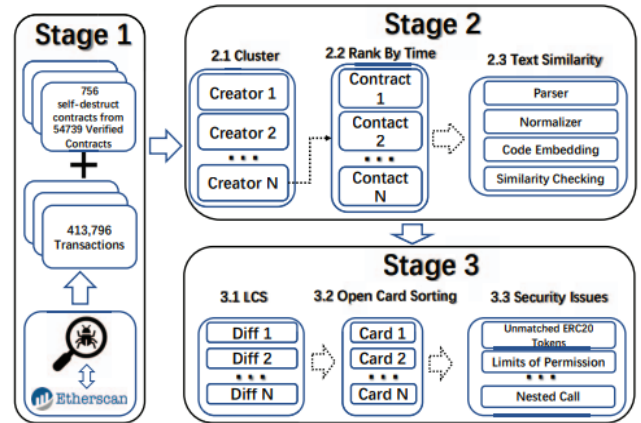 Stage 1
756
self-destruct
contracts from
54739 Verified
Contracts
+
413,796
Transactions
Etherscan
Stage 2
2.1 Cluster
Creator 1
Creator 2
...
Creator N
2.2 Rank By Time
Contract
1
Contact
2
...
Contact
N
2.3 Text Similarity
Parser
Normalizer
Code Embedding
Similarity Checking
Stage 3
3.1 LCS
Diff 1
Diff 2
...
Diff N
3.2 Open Card Sorting
Card 1
Card 2
...
Card N
3.3 Security Issues
Unmatched ERC20
Tokens
Limits of Permission
...
Nested Call